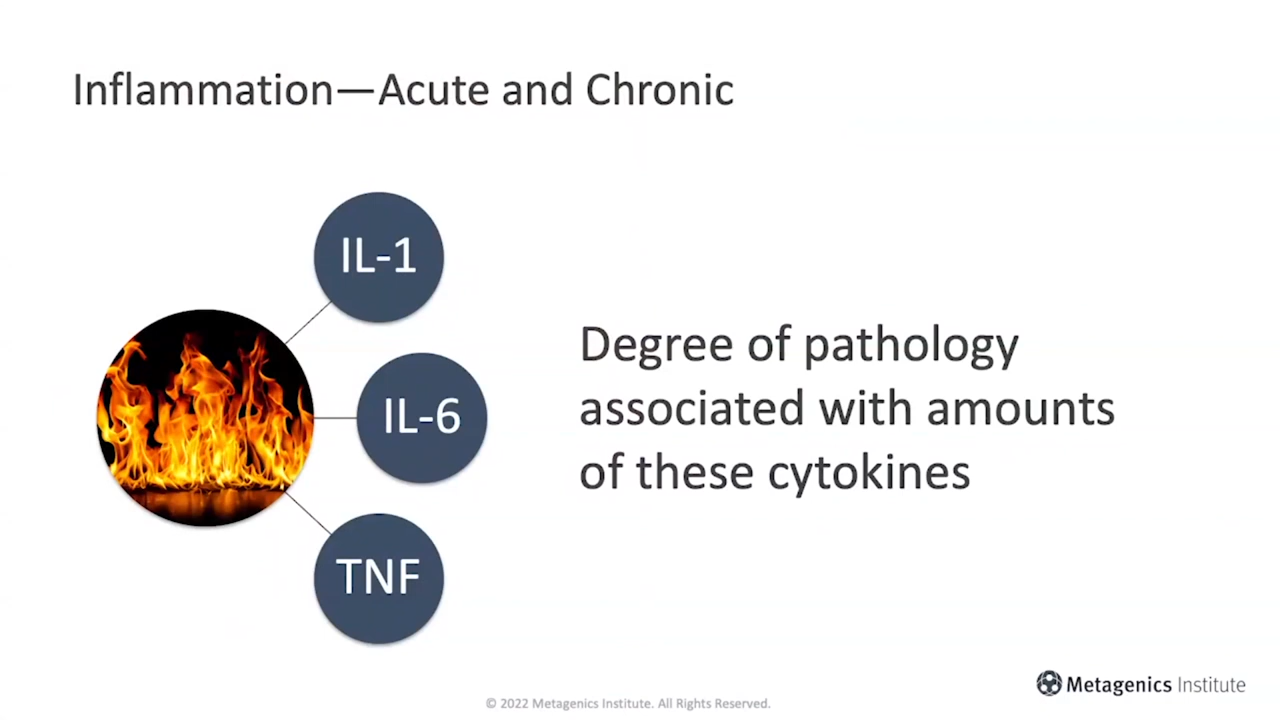 Inflammation—Acute and Chronic
IL-1
IL-6
TNF
Degree of pathology
associated with amounts
of these cytokines
© 2022 Metagenics Institute. All Rights Reserved.
Metagenics Institute